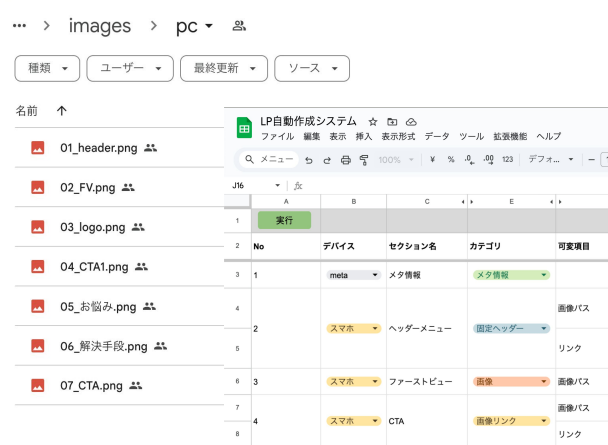 … > images > pc
種類
ユーザー
最終更新
ソース
名前 ↑
01_header.png
02_FV.png
03_logo.png
04_CTA1.png
05_お悩み.png
06_解決手段.png
07_CTA.png
LP自動作成システム
ファイル 編集 表示 挿入 表示形式 データ ツール 拡張機能 ヘルプ
メニュー 100% ¥ % .0 .00 123 デフォ... −
J16 fx
A B C E
1 実行
2 No デバイス セクション名 カテゴリ 可変項目
3 1 meta メタ情報 メタ情報
4 画像パス
2 スマホ ヘッダーメニュー 固定ヘッダー
5 リンク
6 3 スマホ ファーストビュー 画像 画像パス
7 画像パス
4 スマホ CTA 画像リンク
8 リンク